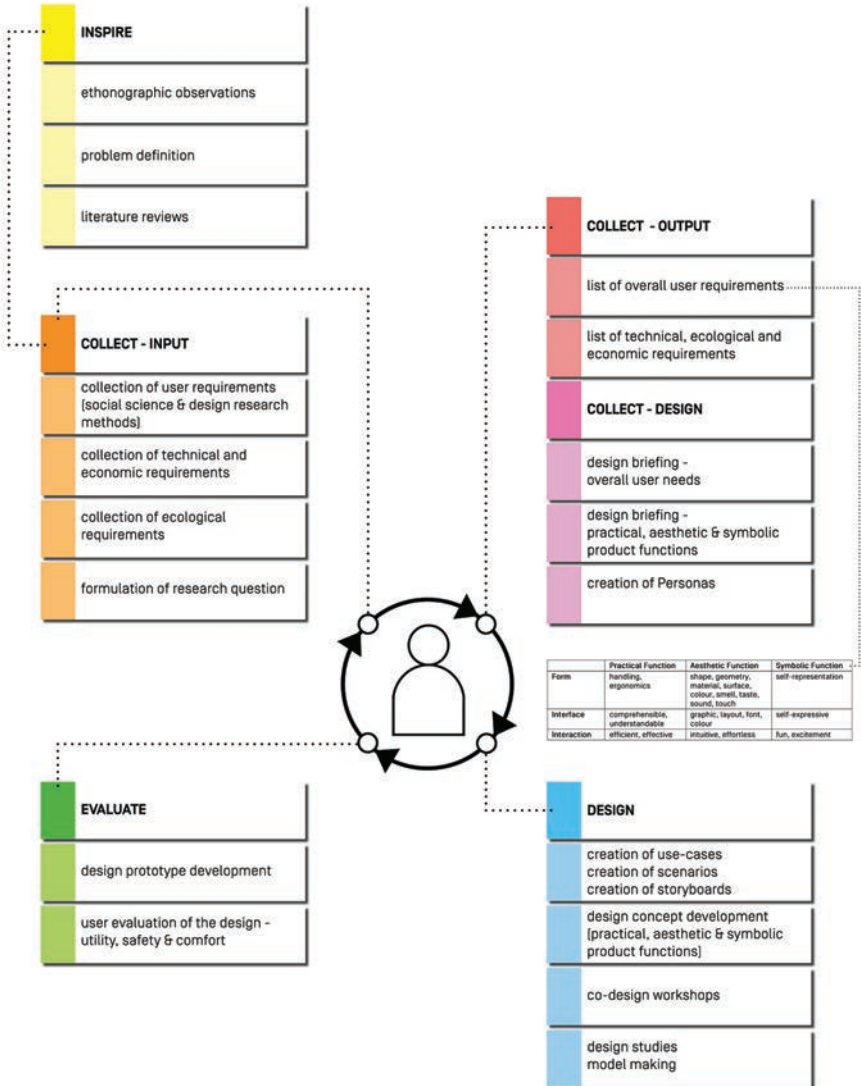 INSPIRE
ethonographic observations
problem definition
literature reviews
COLLECT - INPUT
collection of user requirements
(social science & design research
methods)
collection of technical and
economic requirements
collection of ecological
requirements
formulation of research question
COLLECT - OUTPUT
list of overall user requirements
list of technical, ecological and
economic requirements
COLLECT - DESIGN
design briefing -
overall user needs
design briefing -
practical, aesthetic & symbolic
product functions
creation of Personas
Practical Function Aesthetic Function Symbolic Function
Form handling, shape, geometry, self-representation
ergonomics material, surface,
colour, smell, taste,
sound, touch
Interface comprehensible, graphic, layout, font, self-expressive
understandable colour
Interaction efficient, effective intuitive, effortless fun, excitement
EVALUATE
design prototype development
user evaluation of the design -
utility, safety & comfort
DESIGN
creation of use-cases
creation of scenarios
creation of storyboards
design concept development
(practical, aesthetic & symbolic
product functions)
co-design workshops
design studies
model making